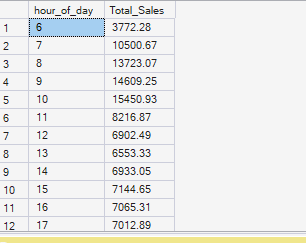 hour_of_day Total_Sales
1 6 3772.28
2 7 10500.67
3 8 13723.07
4 9 14609.25
5 10 15450.93
6 11 8216.87
7 12 6902.49
8 13 6553.33
9 14 6933.05
10 15 7144.65
11 16 7065.31
12 17 7012.89